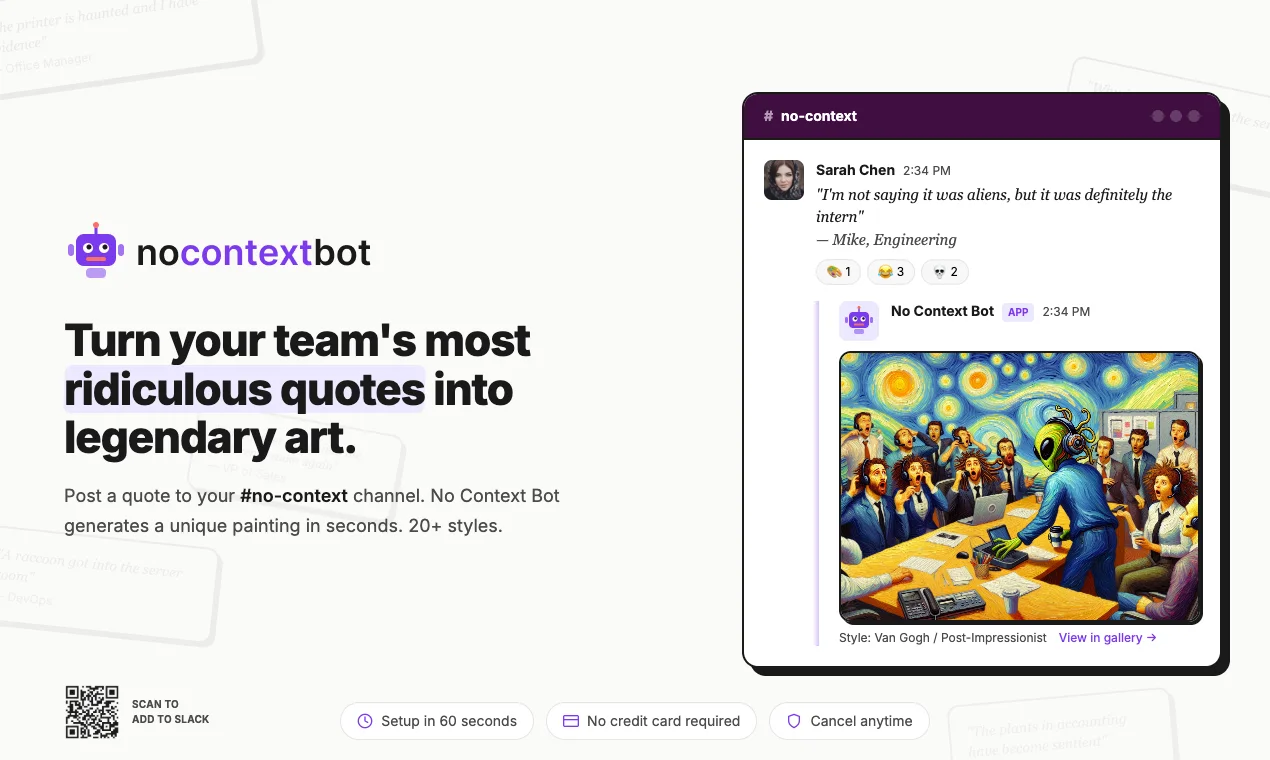 he printer is haunted and I have
idence"
—Office Manager
# no-context
Sarah Chen 2:34 PM
"I'm not saying it was aliens, but it was definitely the
intern"
— Mike, Engineering
1 3 2
No Context Bot APP 2:34 PM
Style: Van Gogh / Post-Impressionist View in gallery →
nocontextbot
Turn your team's most
ridiculous quotes into
legendary art.
Post a quote to your #no-context channel. No Context Bot
generates a unique painting in seconds. 20+ styles.
"A raccoon got into the server
room"
—DevOps
SCAN TO
ADD TO SLACK
Setup in 60 seconds
No credit card required
Cancel anytime
"The plants in accounting
have become sentient"